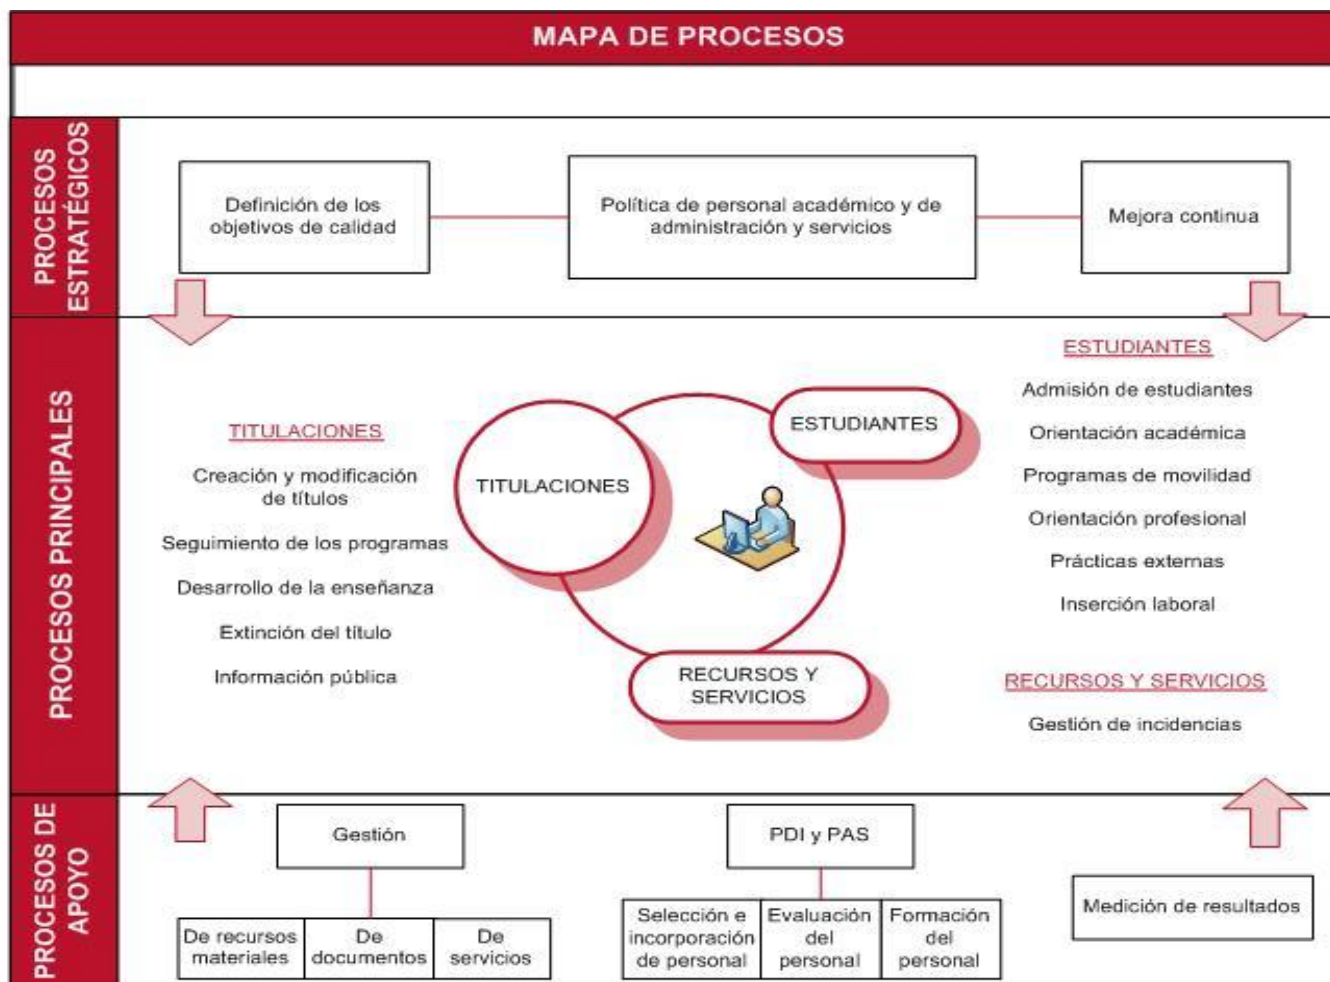 MAPA DE PROCESOS
PROCESOS
ESTRATÉGICOS
Definición de los
objetivos de calidad
Política de personal académico y de
administración y servicios
Mejora continua
PROCESOS PRINCIPALES
TITULACIONES
Creación y modificación
de títulos
Seguimiento de los programas
Desarrollo de la enseñanza
Extinción del título
Información pública
TITULACIONES
ESTUDIANTES
RECURSOS Y
SERVICIOS
ESTUDIANTES
Admisión de estudiantes
Orientación académica
Programas de movilidad
Orientación profesional
Prácticas externas
Inserción laboral
RECURSOS Y SERVICIOS
Gestión de incidencias
PROCESOS DE
APOYO
Gestión
De recursos
materiales
De
documentos
De
servicios
PDI y PAS
Selección e
incorporación
de personal
Evaluación
del
personal
Formación
del
personal
Medición de resultados